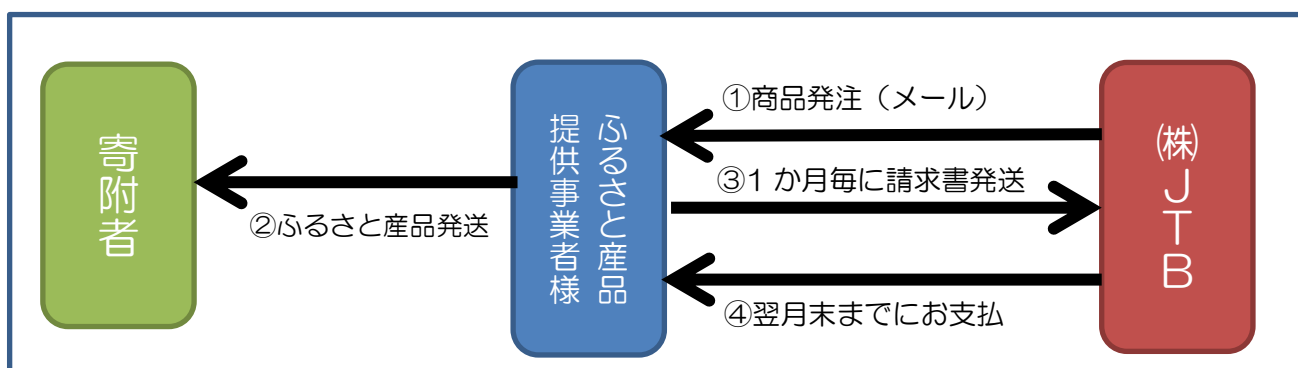 寄附者
②ふるさと産品発送
ふるさと産品
提供事業者様
①商品発注（メール）
③1か月毎に請求書発送
④翌月末までにお支払
㈱JTB